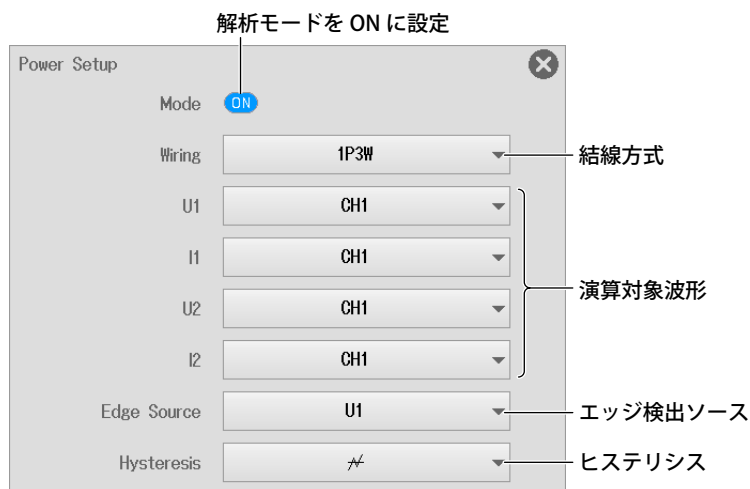 解析モードを ON に設定
Power Setup
Mode ON
Wiring 1P3W 結線方式
U1 CH1
I1 CH1
演算対象波形
U2 CH1
I2 CH1
Edge Source U1 エッジ検出ソース
Hysteresis ヒステリシス